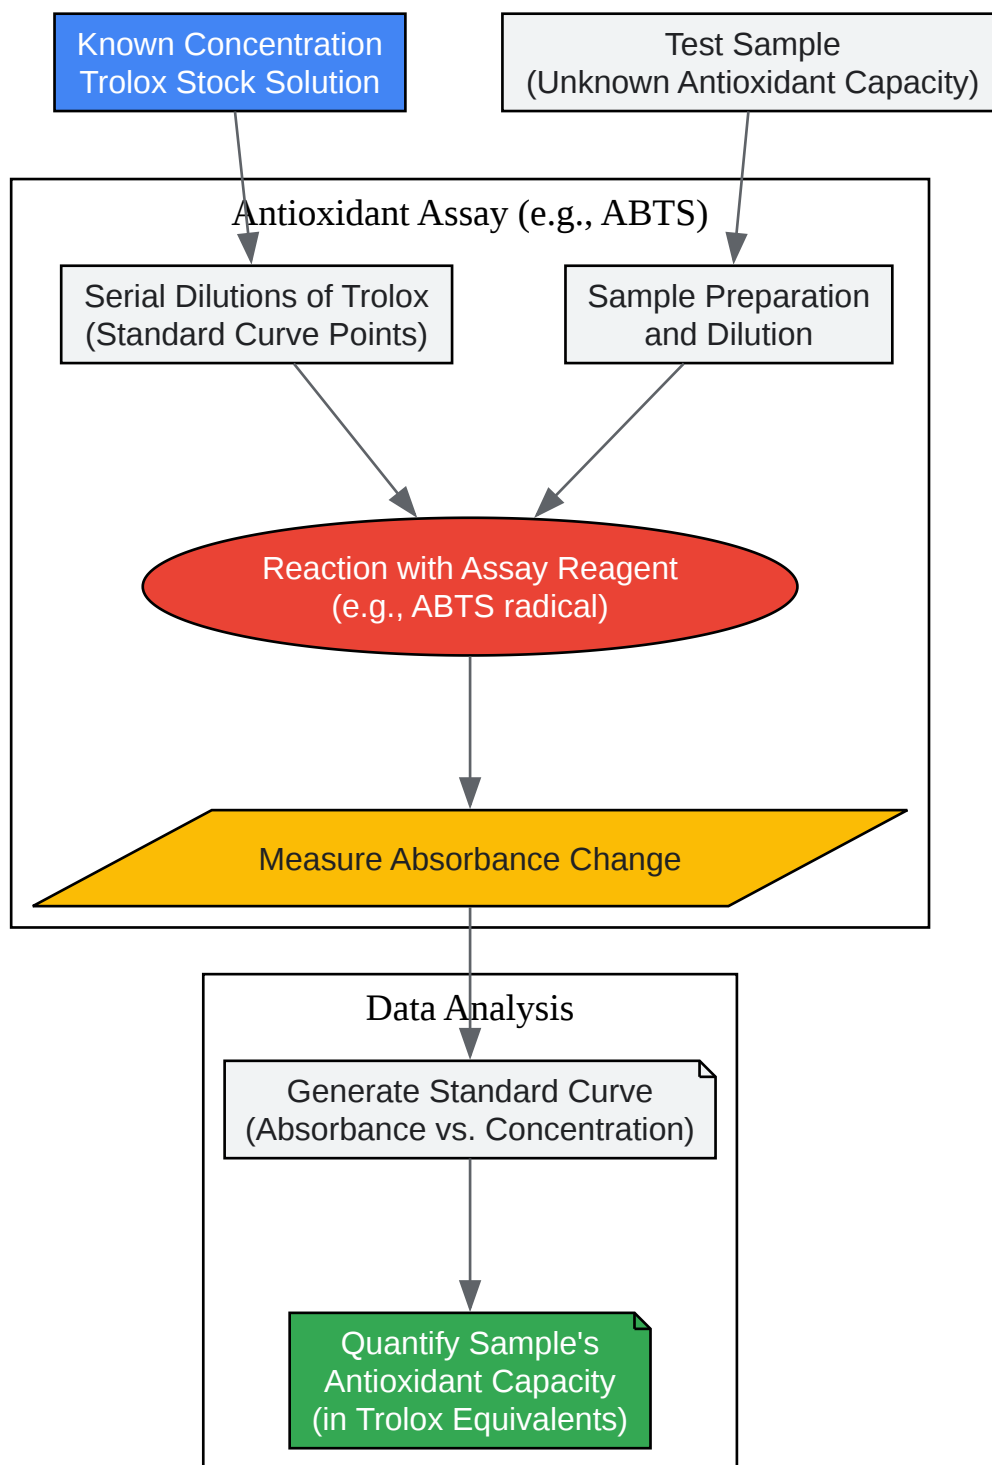 Known Concentration
Trolox Stock Solution
Test Sample
(Unknown Antioxidant Capacity)
Antioxidant Assay (e.g., ABTS)
Serial Dilutions of Trolox
(Standard Curve Points)
Sample Preparation
and Dilution
Reaction with Assay Reagent
(e.g., ABTS radical)
Measure Absorbance Change
Data Analysis
Generate Standard Curve
(Absorbance vs. Concentration)
Quantify Sample's
Antioxidant Capacity
(in Trolox Equivalents)